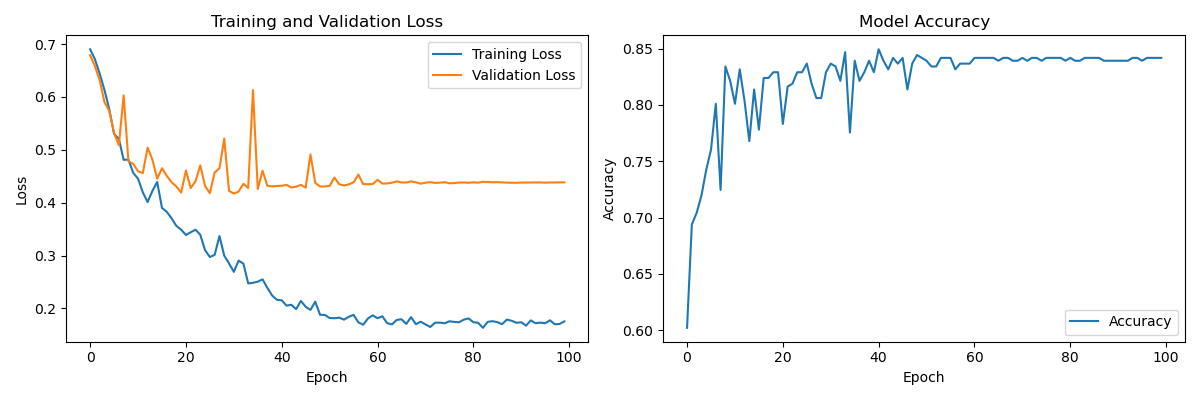 Training and Validation Loss
0.7
0.6
0.5
0.4
0.3
0.2
Loss
Training Loss
Validation Loss
0 20 40 60 80 100
Epoch
Model Accuracy
0.85
0.80
0.75
0.70
0.65
0.60
Accuracy
Accuracy
0 20 40 60 80 100
Epoch